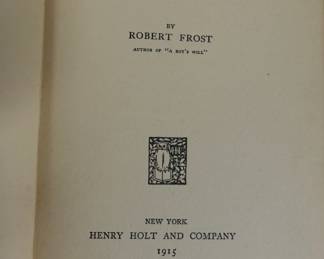 BY
ROBERT FROST
AUTHOR OF "A BOY'S WILL"
NEW YORK
HENRY HOLT AND COMPANY
1915